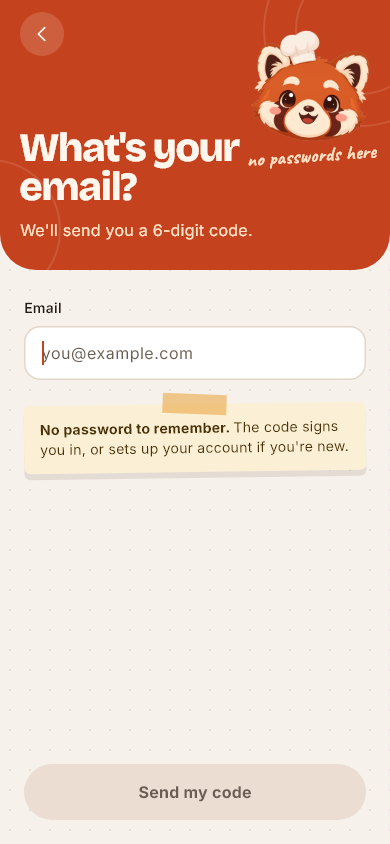 What's your
email?
no passwords here
We'll send you a 6-digit code.
Email
you@example.com
No password to remember. The code signs
you in, or sets up your account if you're new.
Send my code